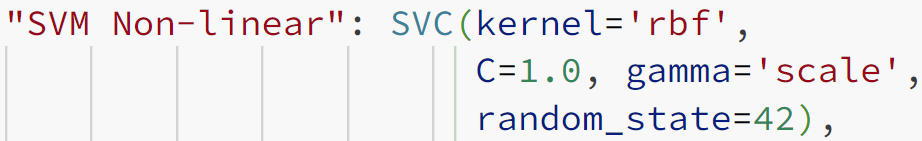 "SVM Non-linear": SVC(kernel='rbf',
C=1.0, gamma='scale',
random_state=42),